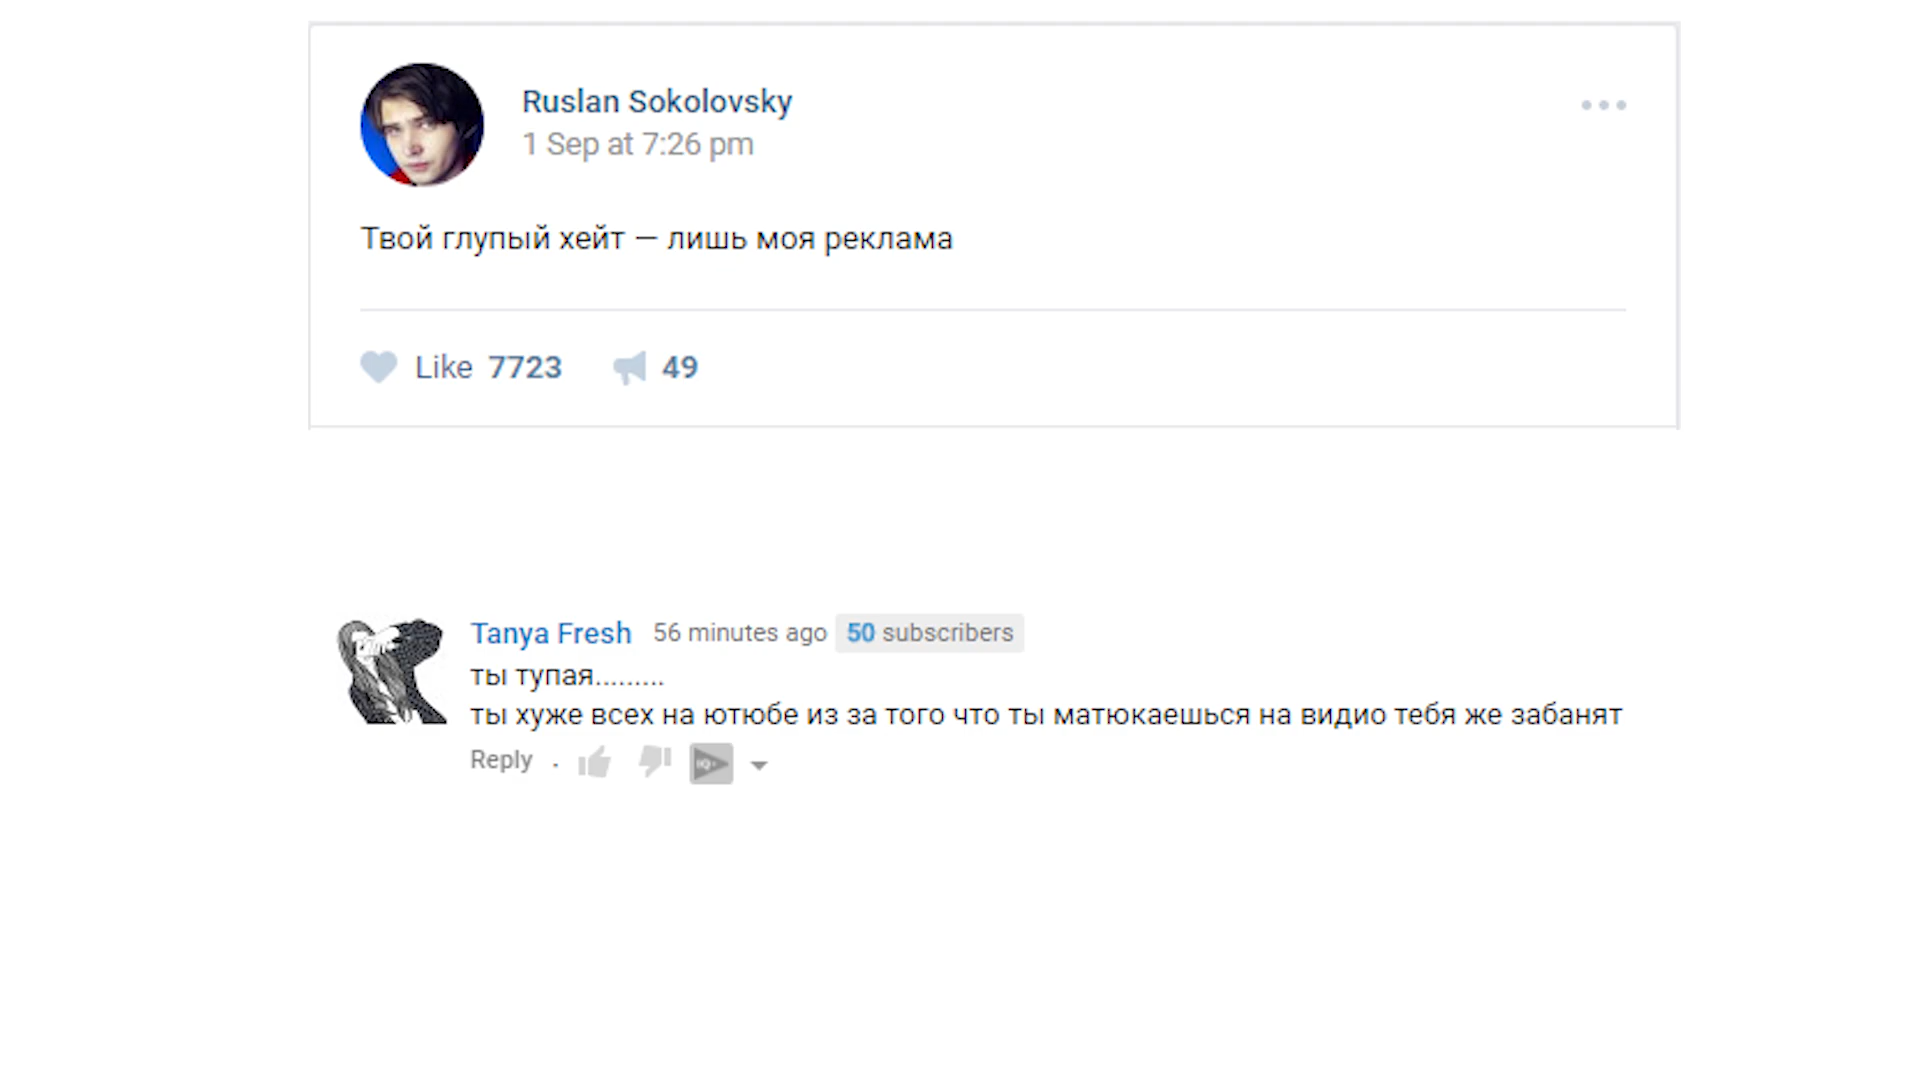 Ruslan Sokolovsky
1 Sep at 7:26 pm
Твой глупый хейт — лишь моя реклама
Like 7723 49
Tanya Fresh 56 minutes ago 50 subscribers
ты тупая.........
ты хуже всех на ютюбе из за того что ты матюкаешься на видио тебя же забанят
Reply .